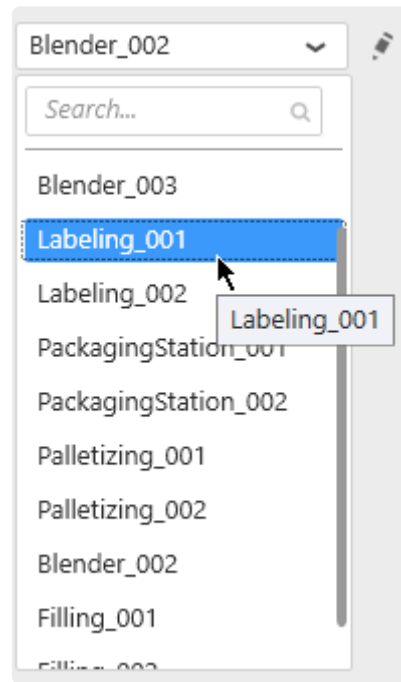 Blender_002
Search...
Blender_003
Labeling_001
Labeling_002
Labeling_001
PackagingStation_001
PackagingStation_002
Palletizing_001
Palletizing_002
Blender_002
Filling_001